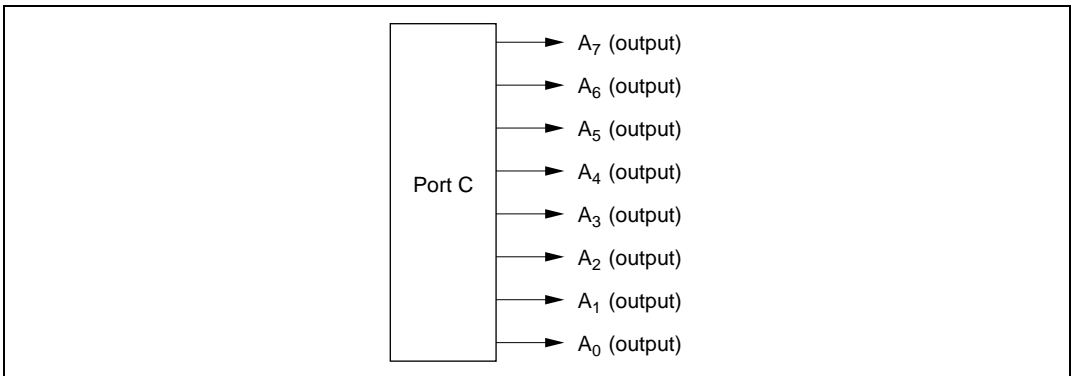 A7 (output)
A6 (output)
A5 (output)
A4 (output)
Port C
A3 (output)
A2 (output)
A1 (output)
A0 (output)